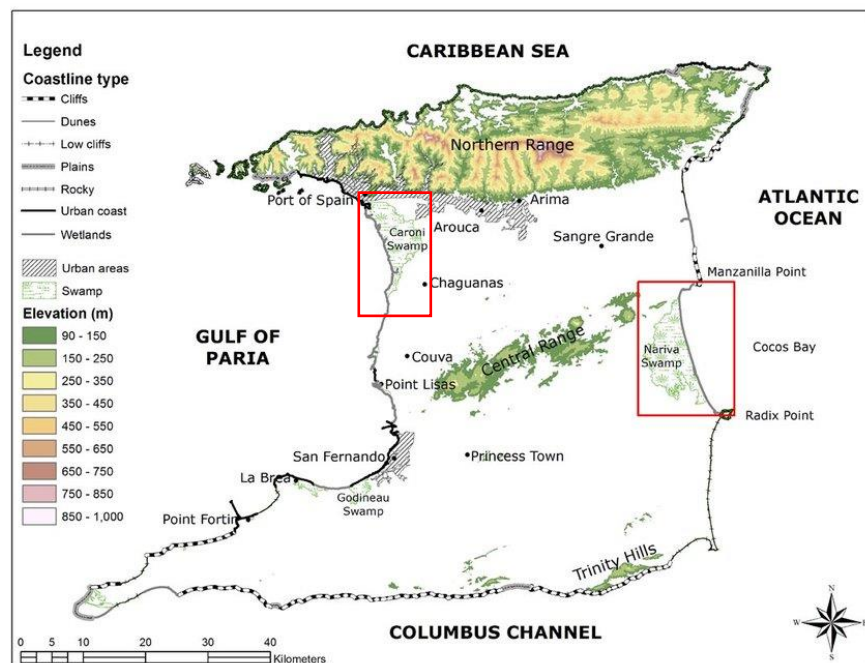 Legend
Coastline type
Cliffs
Dunes
Low cliffs
Plains
Rocky
Urban coast
Wetlands
Urban areas
Swamp
Elevation (m)
90 - 150
150 - 250
250 - 350
350 - 450
450 - 550
550 - 650
650 - 750
750 - 850
850 - 1,000
CARIBBEAN SEA
Northern Range
Port of Spain
Arima
Arouca
Caroni
Swamp
Sangre Grande
ATLANTIC
OCEAN
Chaguanas
Manzanilla Point
GULF OF
PARIA
Central Range
Couva
Nariva
Swamp
Cocos Bay
Point Lisas
Radix Point
San Fernando
Princess Town
La Brea
Godineau
Swamp
Point Fortin
Trinity Hills
COLUMBUS CHANNEL
0 5 10 20 30 40
Kilometers
N
W
E
S